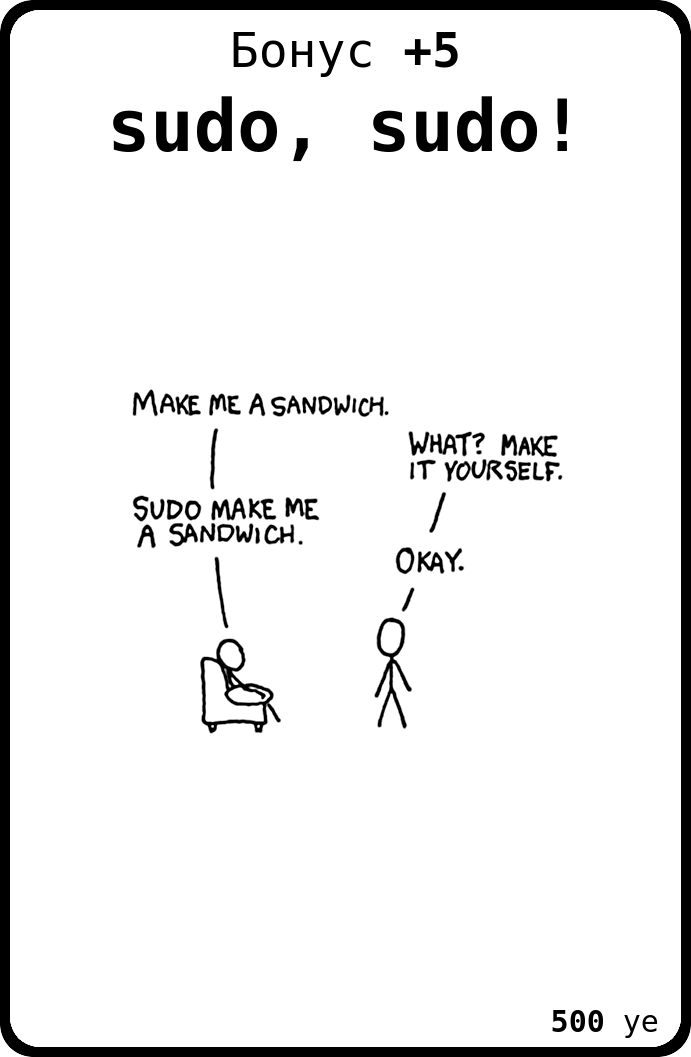 Бонус +5
sudo, sudo!
MAKE ME A SANDWICH.
WHAT? MAKE
IT YOURSELF.
SUDO MAKE ME
A SANDWICH.
OKAY.
500 уе